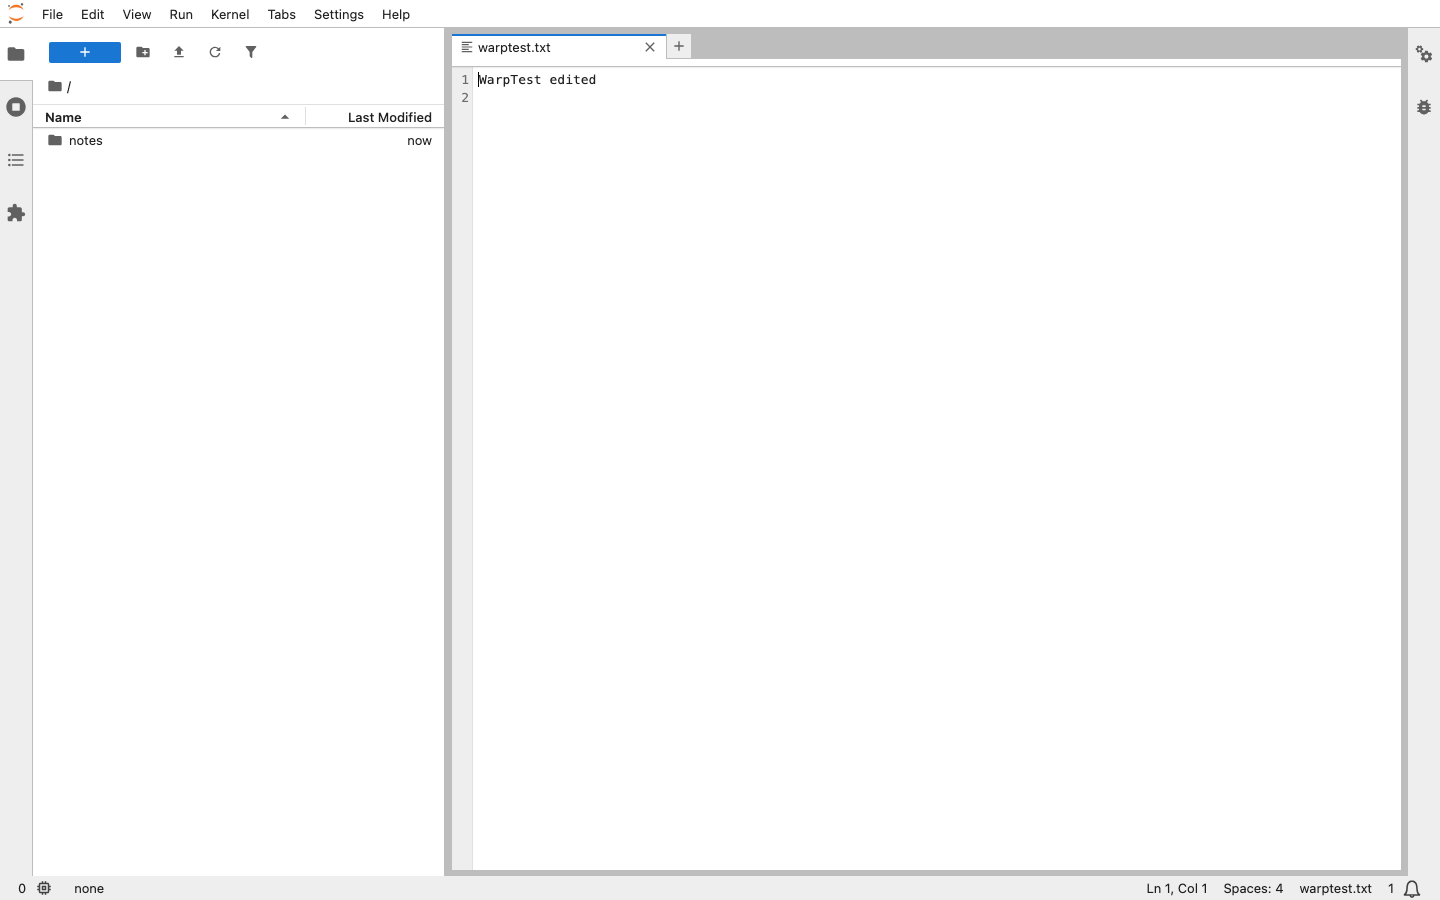 File Edit View Run Kernel Tabs Settings Help
/
Name Last Modified
notes now
warptest.txt
1 WarpTest edited
2
0 none Ln 1, Col 1 Spaces: 4 warptest.txt 1